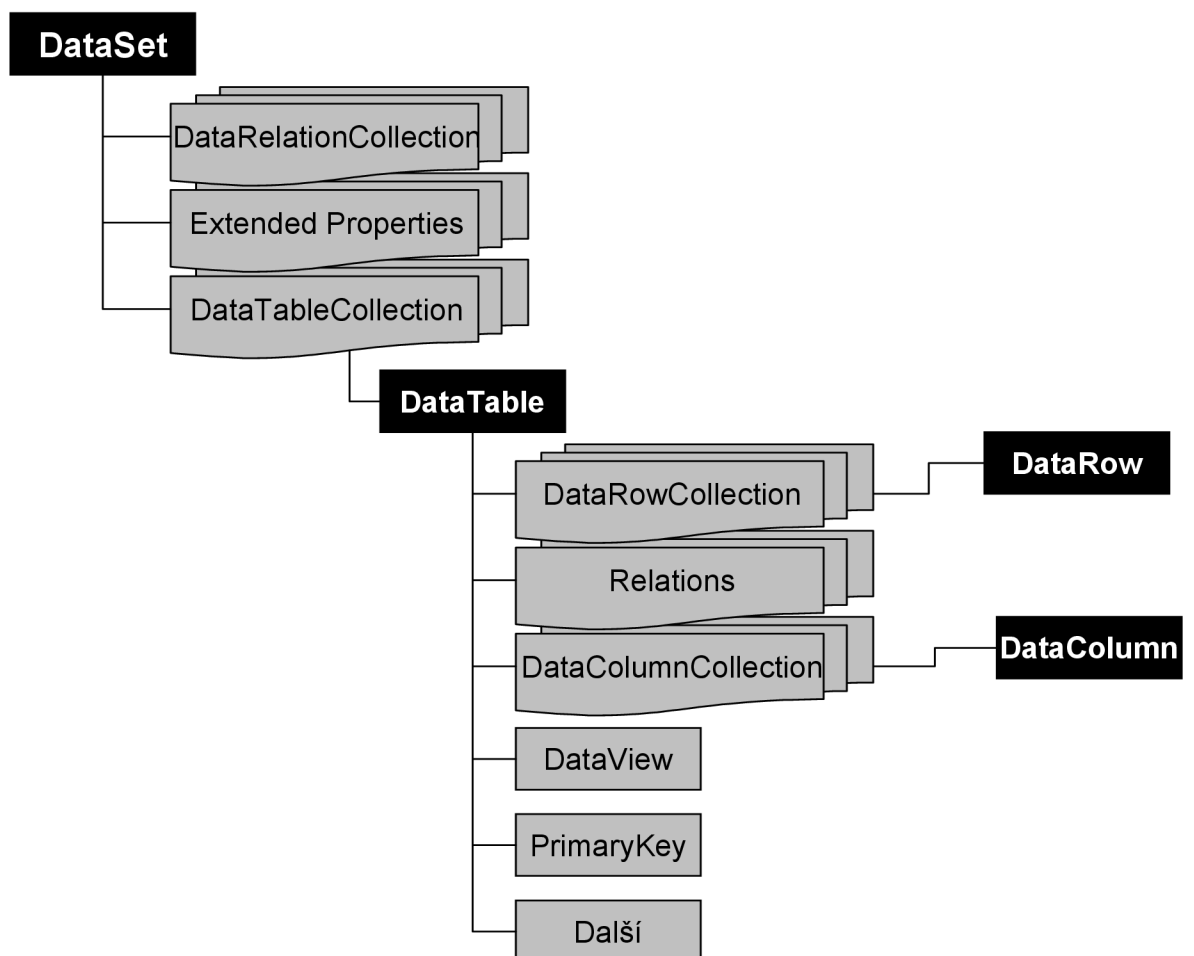 DataSet
DataRelationCollection
Extended Properties
DataTableCollection
DataTable
DataRowCollection
DataRow
Relations
DataColumnCollection
DataColumn
DataView
PrimaryKey
Další